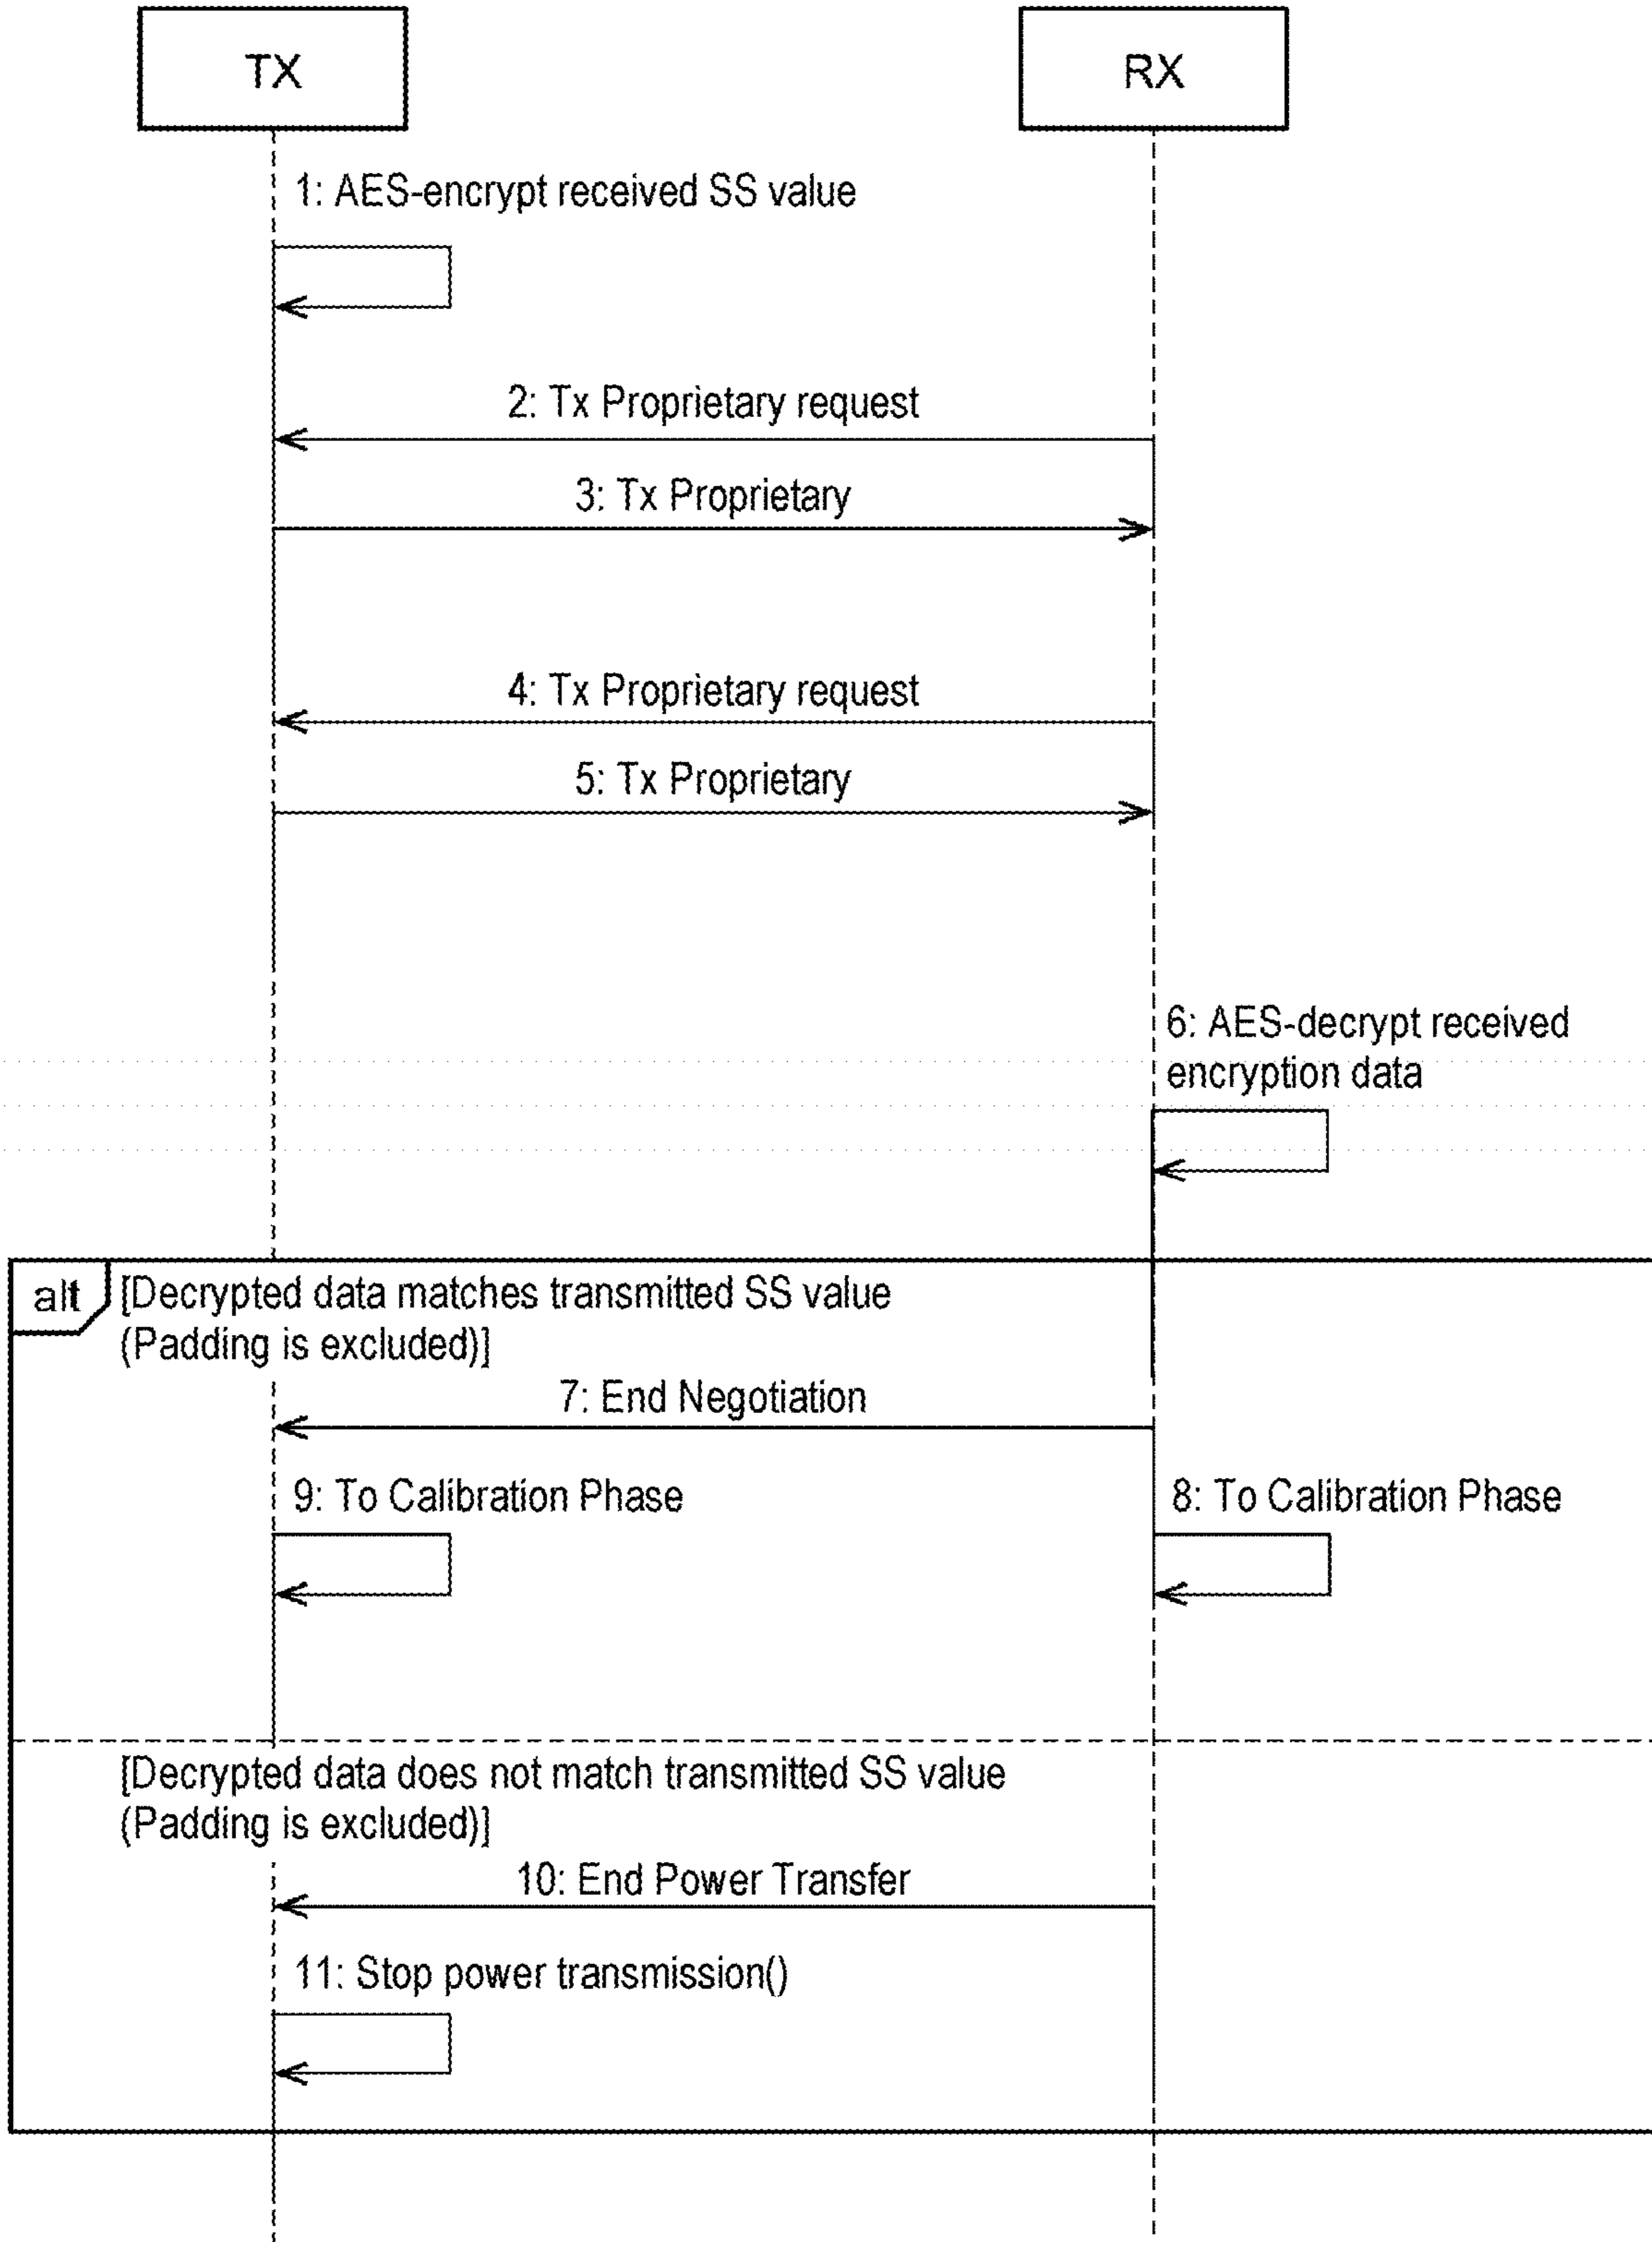 TX
RX
1: AES-encrypt received SS value
2: Tx Proprietary request
3: Tx Proprietary
4: Tx Proprietary request
5: Tx Proprietary
6: AES-decrypt received
encryption data
alt
[Decrypted data matches transmitted SS value
(Padding is excluded)]
7: End Negotiation
9: To Calibration Phase
8: To Calibration Phase
[Decrypted data does not match transmitted SS value
(Padding is excluded)]
10: End Power Transfer
11: Stop power transmission()